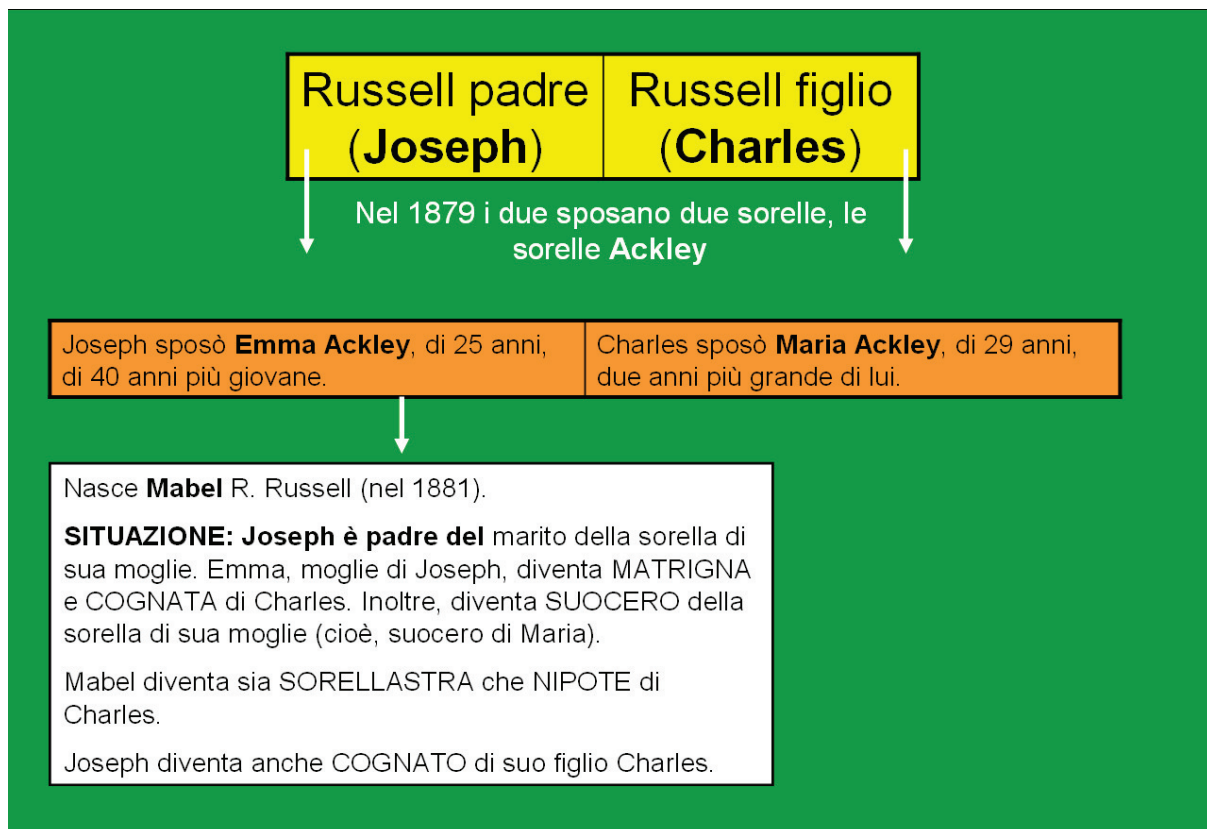 Russell padre
(Joseph)
Russell figlio
(Charles)
Nel 1879 i due sposano due sorelle, le
sorelle Ackley
Joseph sposò Emma Ackley, di 25 anni,
di 40 anni più giovane.
Charles sposò Maria Ackley, di 29 anni,
due anni più grande di lui.
Nasce Mabel R. Russell (nel 1881).
SITUAZIONE: Joseph è padre del marito della sorella di
sua moglie. Emma, moglie di Joseph, diventa MATRIGNA
e COGNATA di Charles. Inoltre, diventa SUOCERO della
sorella di sua moglie (cioè, suocero di Maria).
Mabel diventa sia SORELLASTRA che NIPOTE di
Charles.
Joseph diventa anche COGNATO di suo figlio Charles.